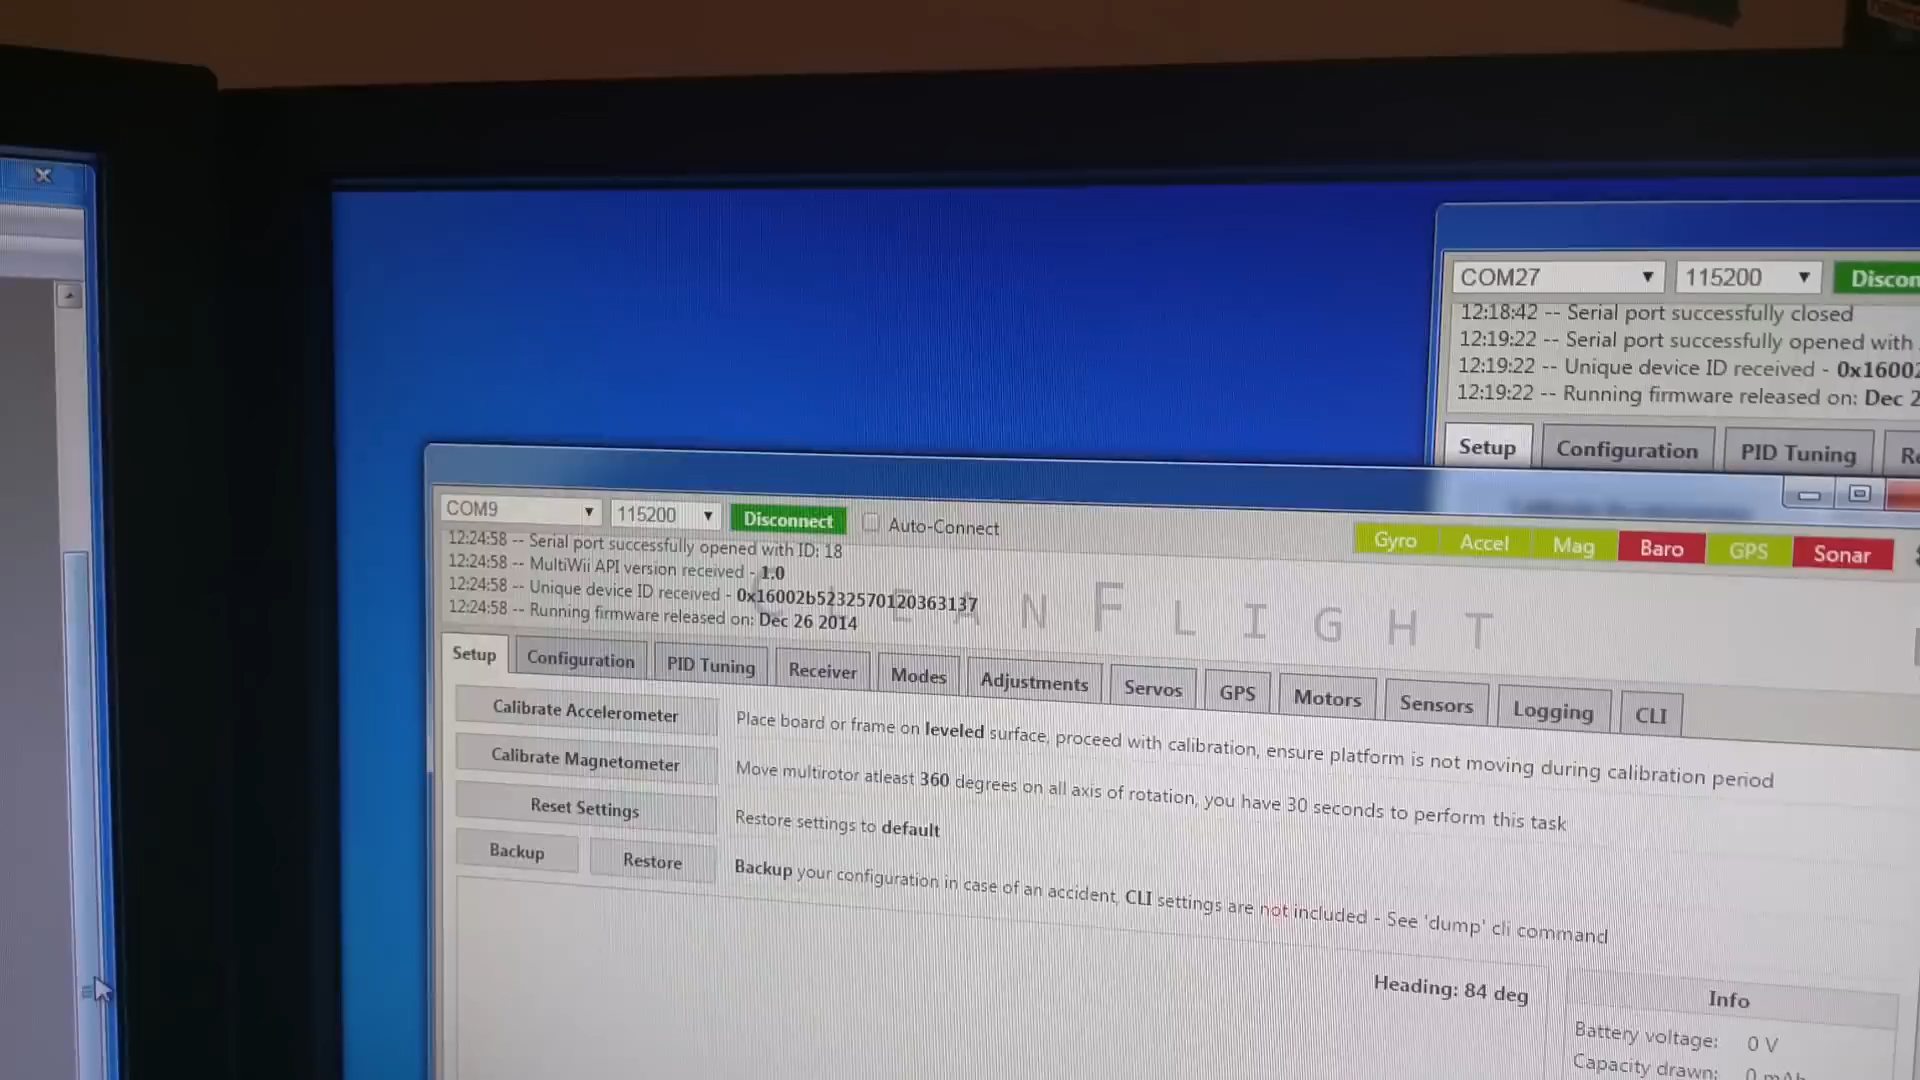 COM27
115200
Discon
12:18:42 -- Serial port successfully closed
12:19:22 -- Serial port successfully opened with
12:19:22 -- Unique device ID received - 0x16002
12:19:22 -- Running firmware released on: Dec 2
Setup Configuration PID Tuning Re
COM9 115200 Disconnect Auto-Connect
Gyro Accel Mag Baro GPS Sonar
12:24:58 -- Serial port successfully opened with ID: 18
12:24:58 -- MultiWii API version received - 1.0
12:24:58 -- Unique device ID received - 0x16002b5232570120363137
12:24:58 -- Running firmware released on: Dec 26 2014
CLEANFLIGHT
Setup Configuration PID Tuning Receiver Modes Adjustments Servos GPS Motors Sensors Logging CLI
Calibrate Accelerometer Place board or frame on leveled surface, proceed with calibration, ensure platform is not moving during calibration period
Calibrate Magnetometer Move multirotor atleast 360 degrees on all axis of rotation, you have 30 seconds to perform this task
Reset Settings Restore settings to default
Backup Restore Backup your configuration in case of an accident, CLI settings are not included - See 'dump' cli command
Heading: 84 deg
Info
Battery voltage: 0 V
Capacity drawn: 0 mAh